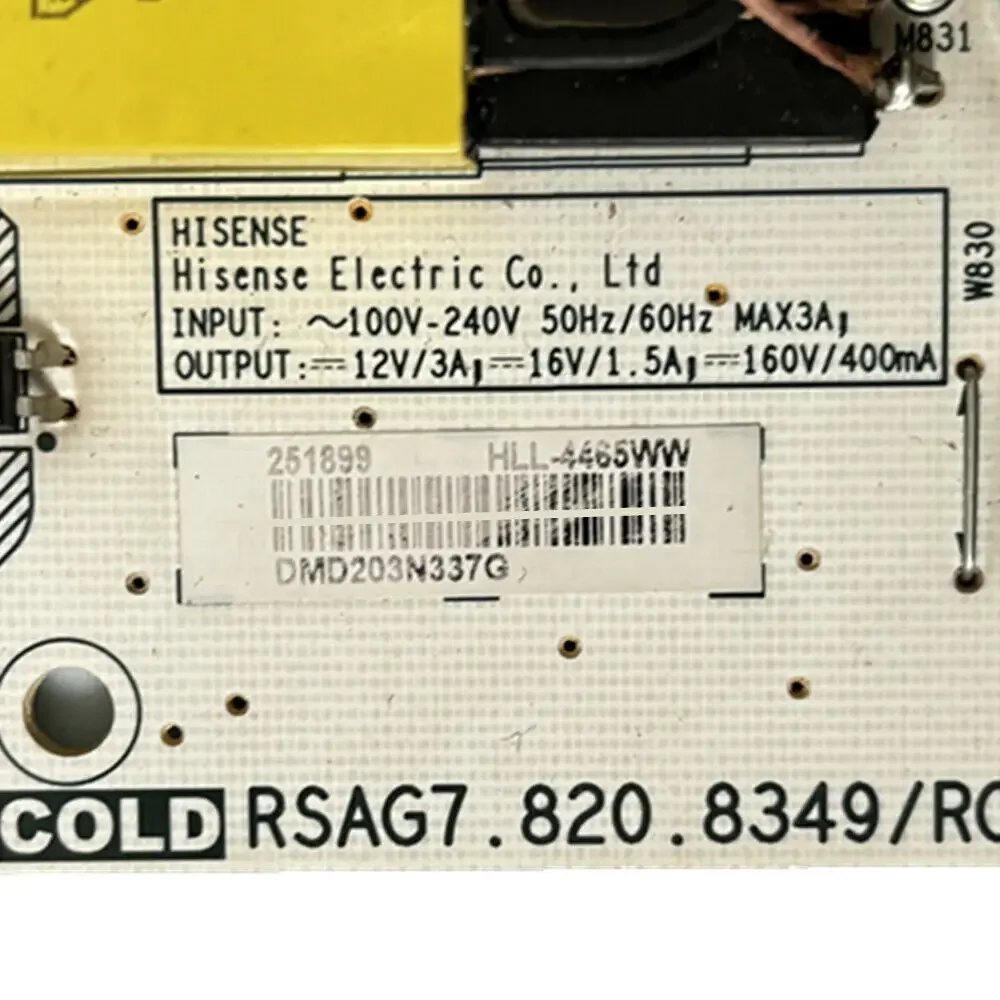 M831
HISENSE
Hisense Electric Co., Ltd
W830
INPUT: ～100V-240V 50Hz/60Hz MAX3A;
OUTPUT:⎓12V/3A;⎓16V/1.5A;⎓160V/400mA
251899 HLL-4465WW
DMD203N337G
COLD RSAG7.820.8349/RO